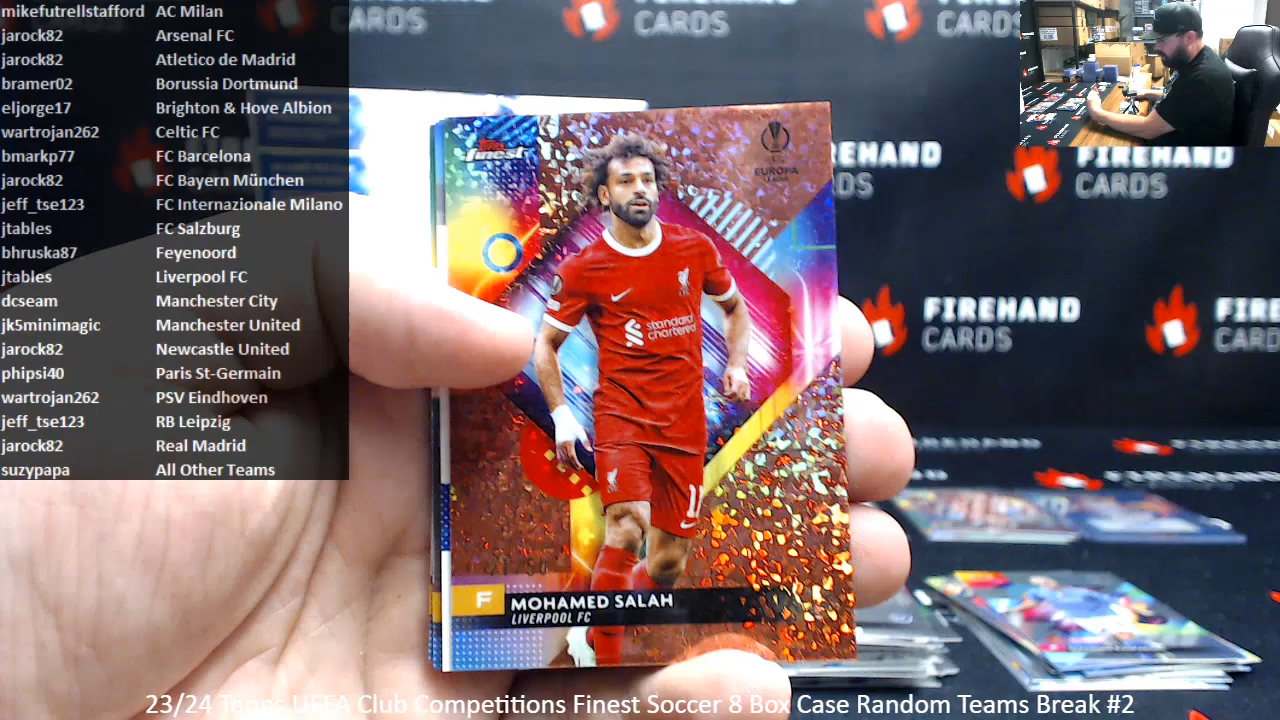 mikefutrellstafford AC Milan
jarock82 Arsenal FC
jarock82 Atletico de Madrid
bramer02 Borussia Dortmund
eljorge17 Brighton & Hove Albion
wartrojan262 Celtic FC
bmarkp77 FC Barcelona
jarock82 FC Bayern München
jeff_tse123 FC Internazionale Milano
jtables FC Salzburg
bhruska87 Feyenoord
jtables Liverpool FC
dcseam Manchester City
jk5minimagic Manchester United
jarock82 Newcastle United
phipsi40 Paris St-Germain
wartrojan262 PSV Eindhoven
jeff_tse123 RB Leipzig
jarock82 Real Madrid
suzypapa All Other Teams
CARDS
CARDS
CARDS
FIREHAND
CARDS
FIREHAND
CARDS
FIREHAND
Topps
finest
EUROPA
LEAGUE
standard
chartered
11
F
MOHAMED SALAH
LIVERPOOL FC
23/24 Topps UEFA Club Competitions Finest Soccer 8 Box Case Random Teams Break #2